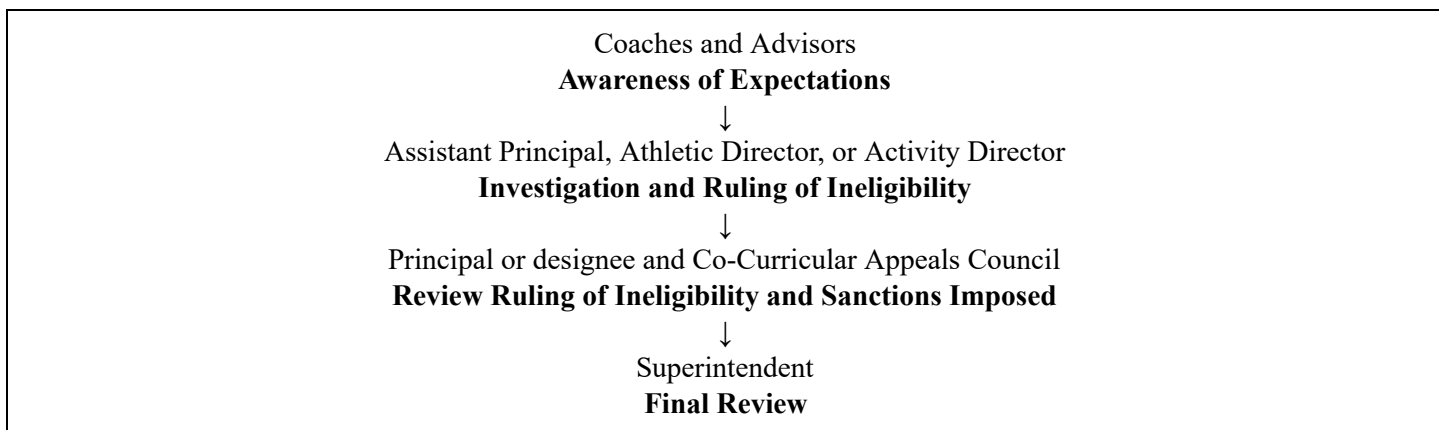 Coaches and Advisors
Awareness of Expectations
↓
Assistant Principal, Athletic Director, or Activity Director
Investigation and Ruling of Ineligibility
↓
Principal or designee and Co-Curricular Appeals Council
Review Ruling of Ineligibility and Sanctions Imposed
↓
Superintendent
Final Review